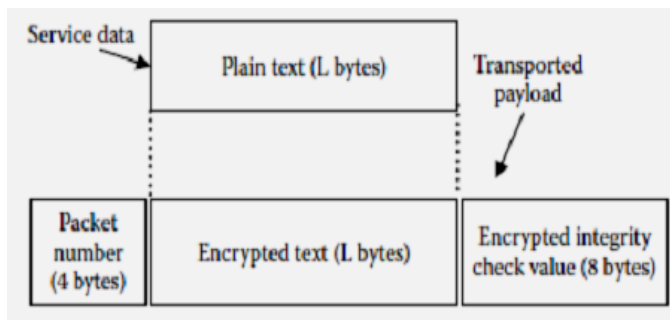 Service data
Plain text (L bytes)
Transported
payload
Packet
number
(4 bytes)
Encrypted text (L bytes)
Encrypted integrity
check value (8 bytes)